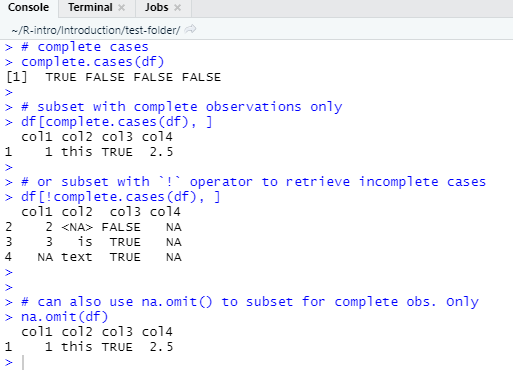 Console Terminal × Jobs ×
~/R-intro/Introduction/test-folder/
> # complete cases
> complete.cases(df)
[1]  TRUE FALSE FALSE FALSE
>
> # subset with complete observations only
> df[complete.cases(df), ]
  col1 col2 col3 col4
1    1 this TRUE  2.5
>
> # or subset with `!` operator to retrieve incomplete cases
> df[!complete.cases(df), ]
  col1 col2  col3 col4
2    2 <NA> FALSE   NA
3    3   is  TRUE   NA
4   NA text  TRUE   NA
>
>
> # can also use na.omit() to subset for complete obs. Only
> na.omit(df)
  col1 col2 col3 col4
1    1 this TRUE  2.5
>